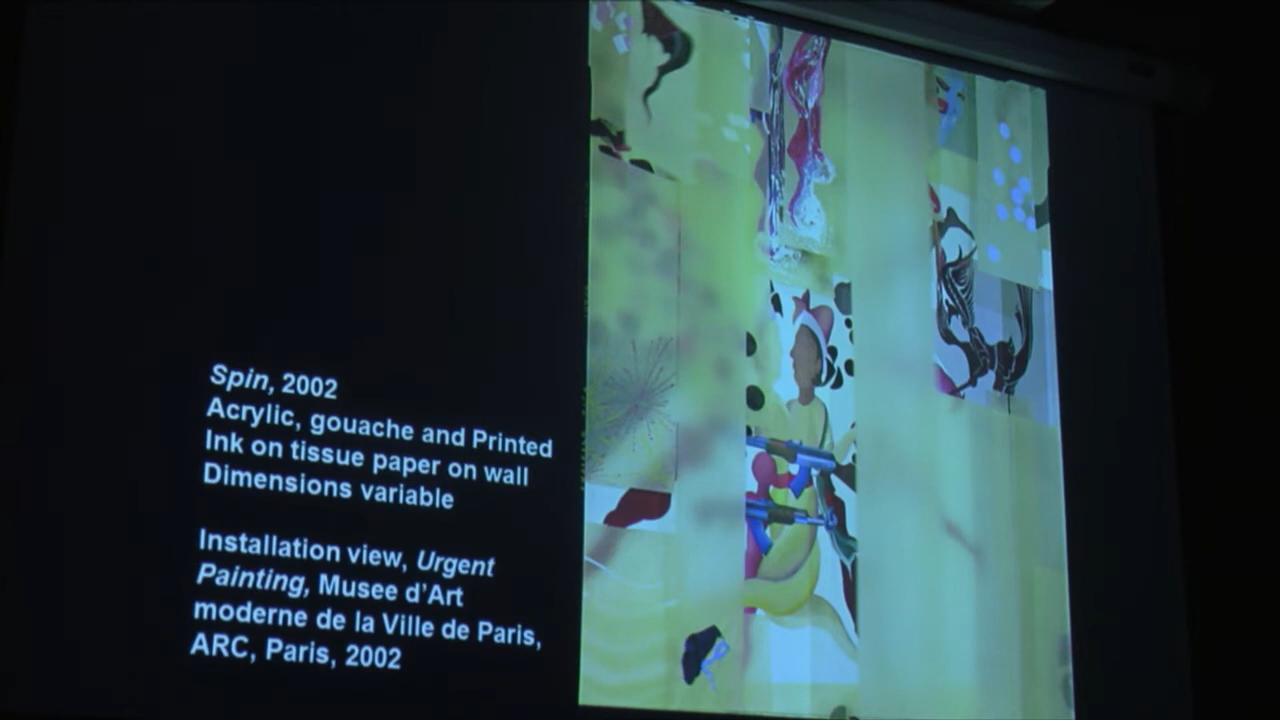 Spin, 2002
Acrylic, gouache and Printed
Ink on tissue paper on wall
Dimensions variable
Installation view, Urgent
Painting, Musee d'Art
moderne de la Ville de Paris,
ARC, Paris, 2002